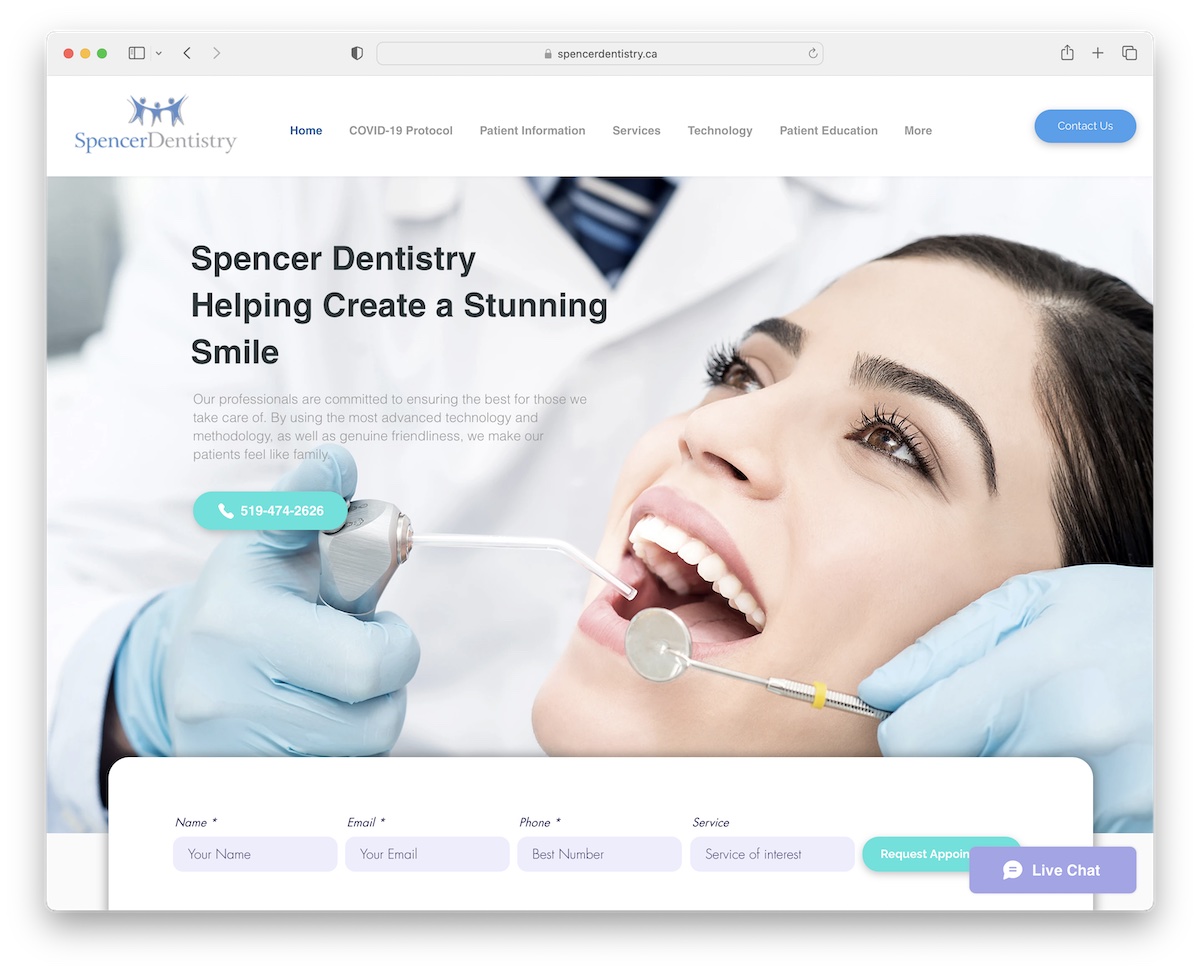 spencerdentistry.ca
SpencerDentistry
Home COVID-19 Protocol Patient Information Services Technology Patient Education More
Contact Us
Spencer Dentistry
Helping Create a Stunning
Smile
Our professionals are committed to ensuring the best for those we
take care of. By using the most advanced technology and
methodology, as well as genuine friendliness, we make our
patients feel like family.
519-474-2626
Name * Email * Phone * Service
Your Name Your Email Best Number Service of interest
Request Appoin
Live Chat